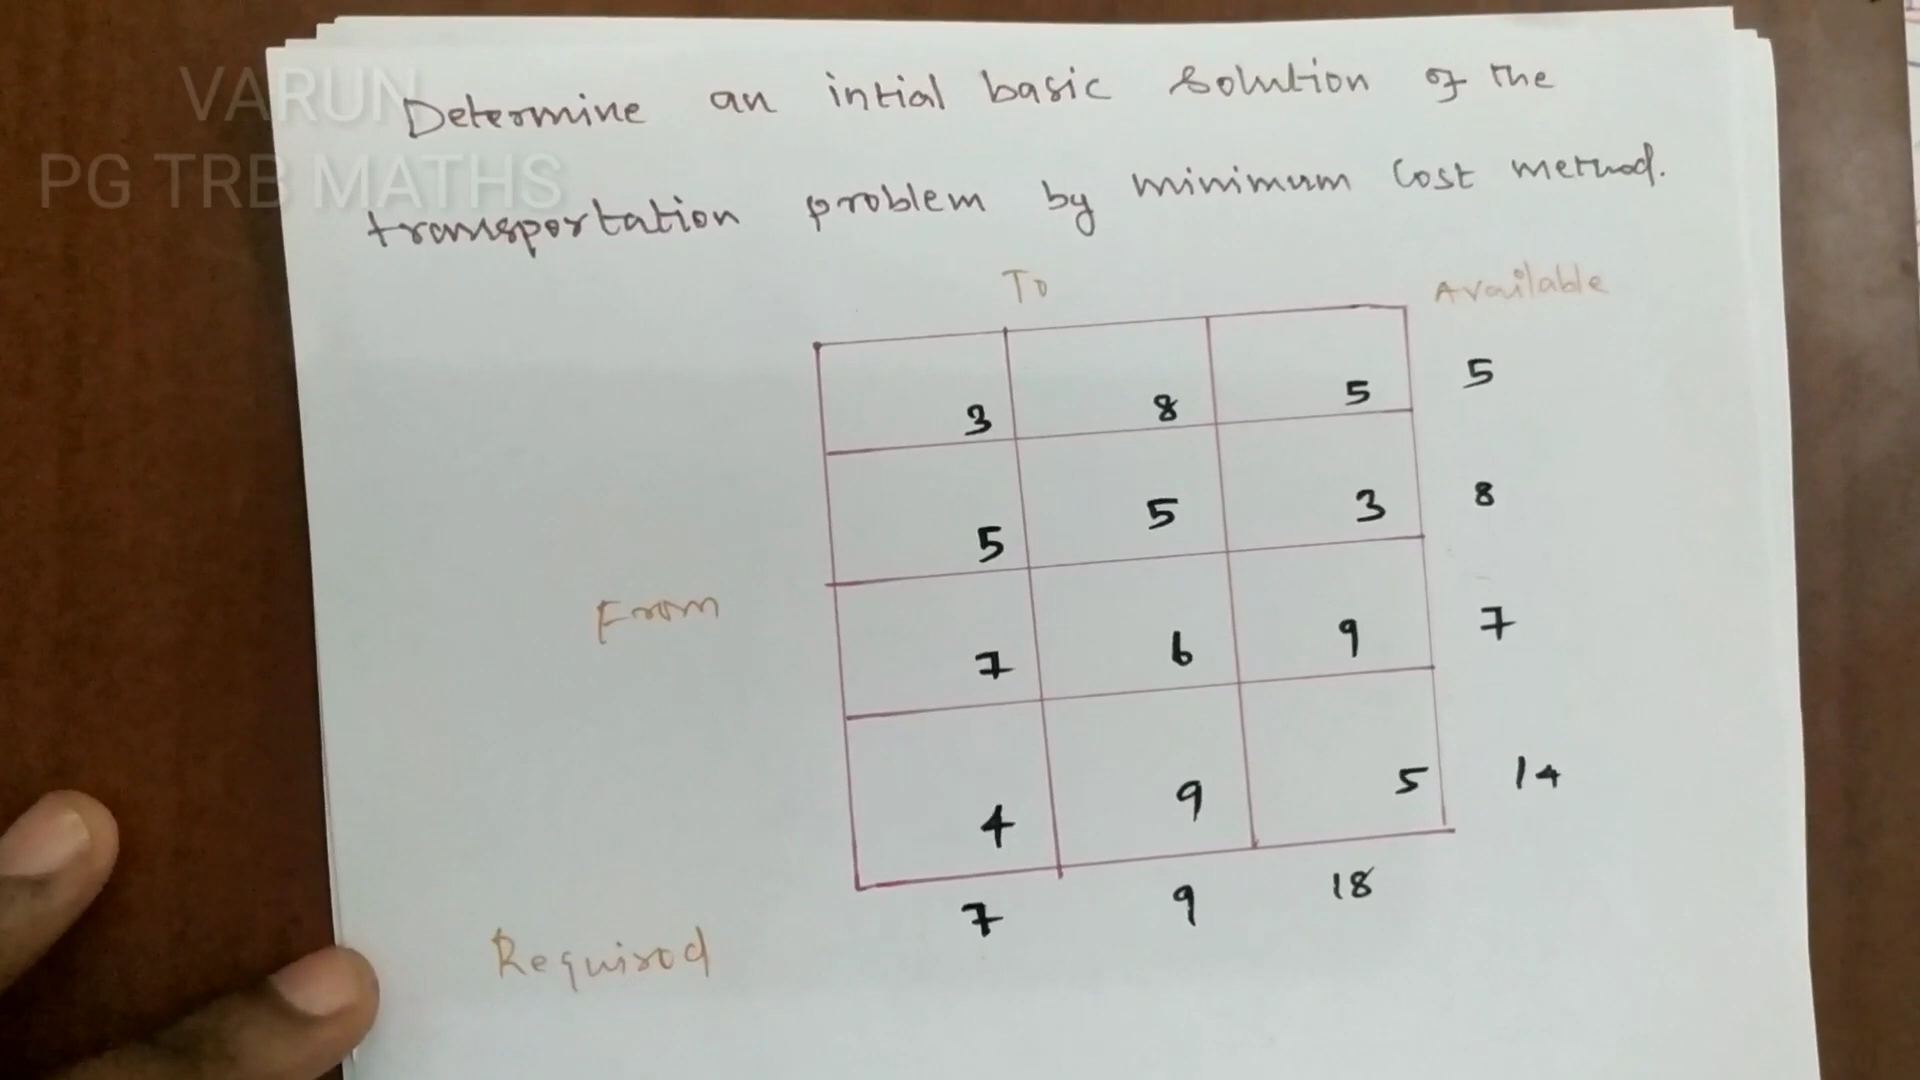 VARUN
PG TRB MATHS
Determine an intial basic solution of the
transportation problem by minimum cost method.
To Available
3 8 5 5
5 5 3 8
From
7 6 9 7
4 9 5 14
7 9 18
Required